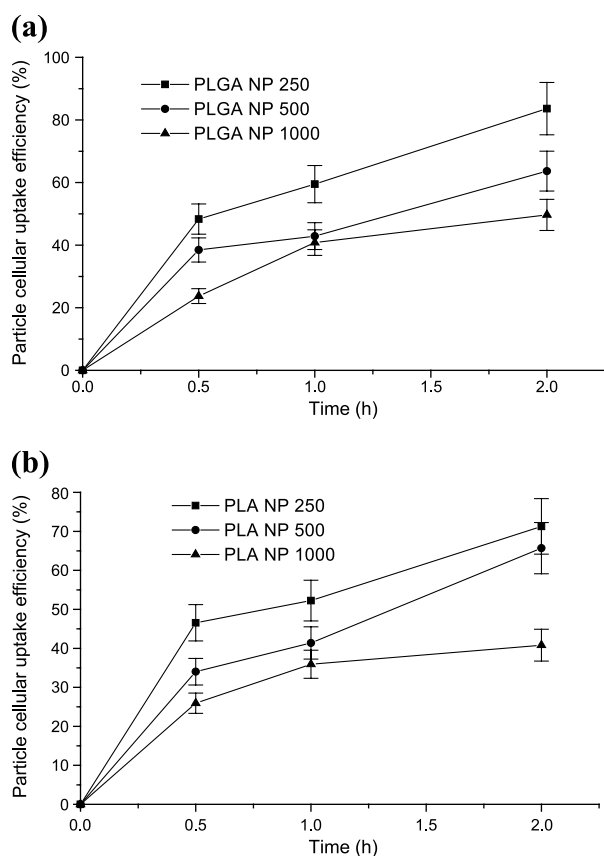 (a)
100
80
60
40
20
0
Particle cellular uptake efficiency (%)
PLGA NP 250
PLGA NP 500
PLGA NP 1000
0.0 0.5 1.0 1.5 2.0
Time (h)
(b)
80
70
60
50
40
30
20
10
0
Particle cellular uptake efficiency (%)
PLA NP 250
PLA NP 500
PLA NP 1000
0.0 0.5 1.0 1.5 2.0
Time (h)